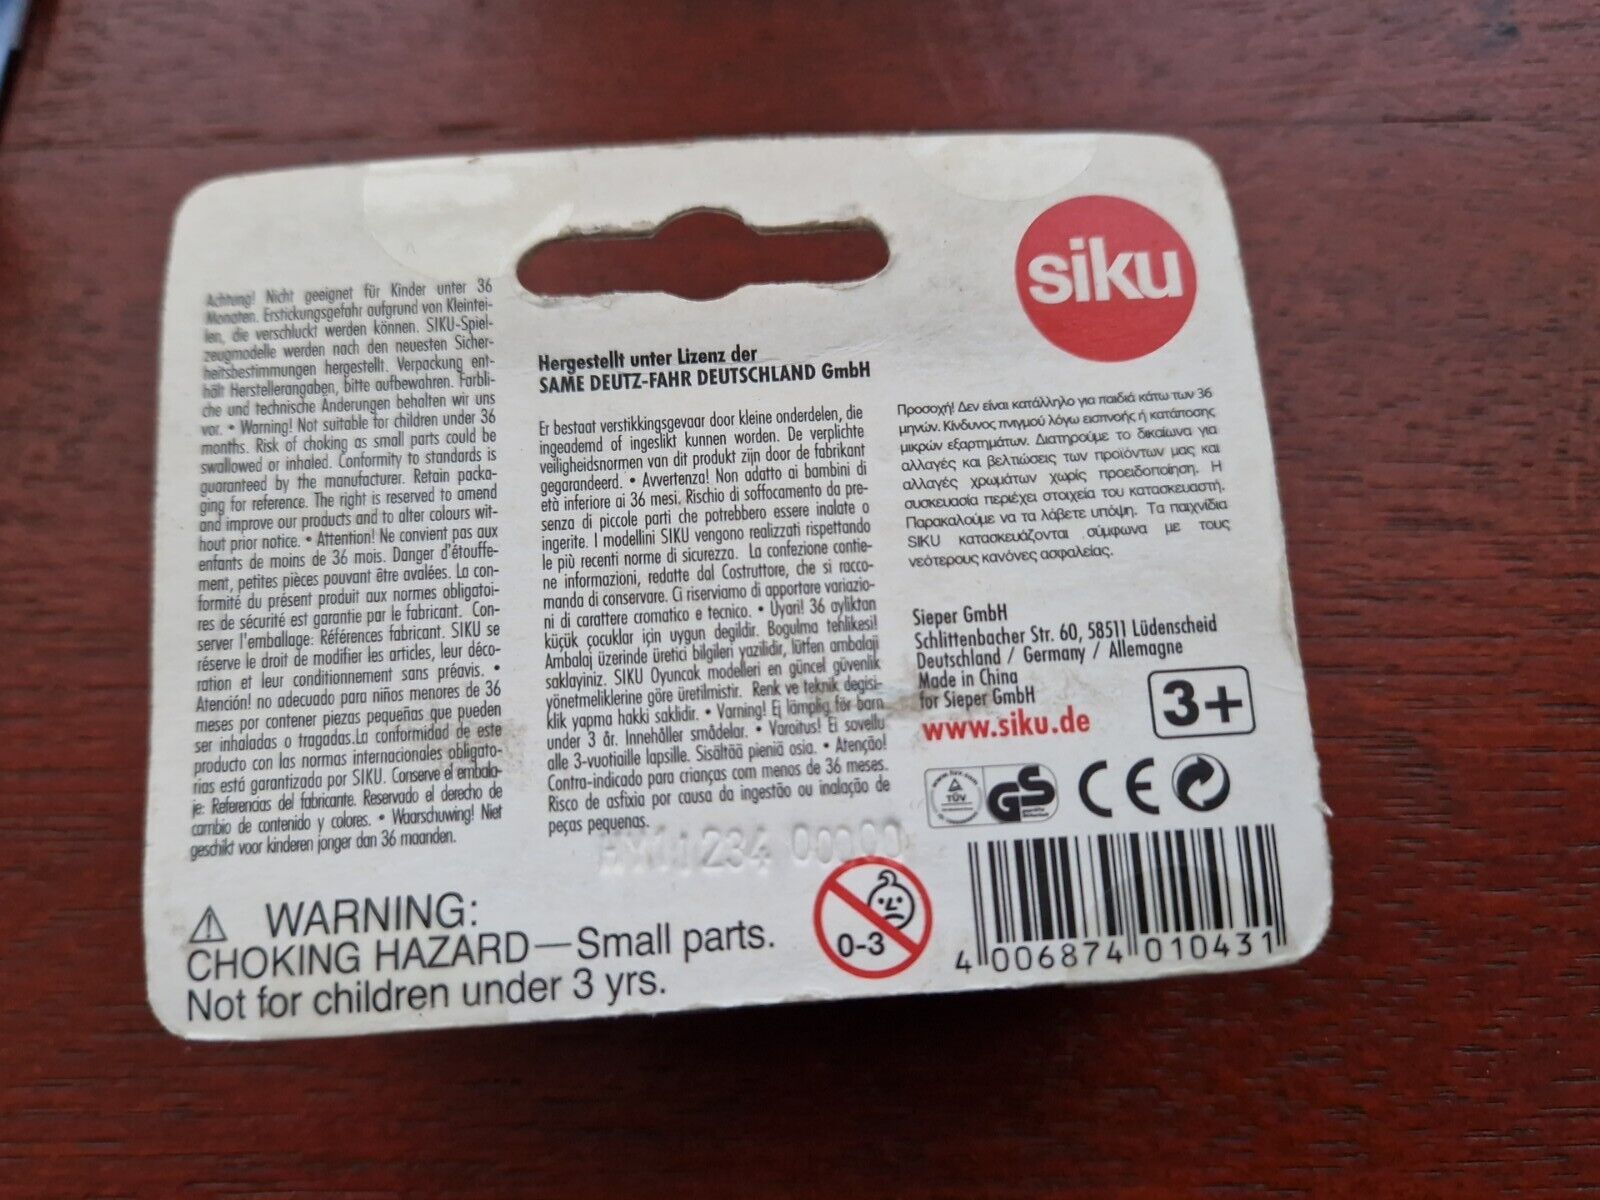 Achtung! Nicht geeignet für Kinder unter 36
Monaten. Erstickungsgefahr aufgrund von Kleintei-
len, die verschluckt werden können. SIKU-Spiel-
zeugmodelle werden nach den neuesten Sicher-
heitsbestimmungen hergestellt. Verpackung ent-
hält Herstellerangaben, bitte aufbewahren. Farbli-
che und technische Änderungen behalten wir uns
vor. • Warning! Not suitable for children under 36
months. Risk of choking as small parts could be
swallowed or inhaled. Conformity to standards is
guaranteed by the manufacturer. Retain packa-
ging for reference. The right is reserved to amend
and improve our products and to alter colours wit-
hout prior notice. • Attention! Ne convient pas aux
enfants de moins de 36 mois. Danger d'étouffe-
ment, petites pièces pouvant être avalées. La con-
formité du présent produit aux normes obligatoi-
res de sécurité est garantie par le fabricant. Con-
server l'emballage: Références fabricant. SIKU se
réserve le droit de modifier les articles, leur déco-
ration et leur conditionnement sans préavis. •
Atención! no adecuado para niños menores de 36
meses por contener piezas pequeñas que pueden
ser inhaladas o tragadas.La conformidad de este
producto con las normas internacionales obligato-
rias está garantizada por SIKU. Conserve el embala-
je: Referencias del fabricante. Reservado el derecho de
cambio de contenido y colores. • Waarschuwing! Niet
geschikt voor kinderen jonger dan 36 maanden.
Hergestellt unter Lizenz der
SAME DEUTZ-FAHR DEUTSCHLAND GmbH
Er bestaat verstikkingsgevaar door kleine onderdelen, die
ingeademd of ingeslikt kunnen worden. De verplichte
veiligheidsnormen van dit produkt zijn door de fabrikant
gegarandeerd. • Avvertenza! Non adatto ai bambini di
età inferiore ai 36 mesi. Rischio di soffocamento da pre-
senza di piccole parti che potrebbero essere inalate o
ingerite. I modellini SIKU vengono realizzati rispettando
le più recenti norme di sicurezza. La confezione contie-
ne informazioni, redatte dal Costruttore, che si racco-
manda di conservare. Ci riserviamo di apportare variazio-
ni di carattere cromatico e tecnico. • Uyari! 36 ayliktan
küçük çocuklar için uygun degildir. Bogulma tehlikesi!
Ambalaj üzerinde üretici bilgileri yazilidir, lütfen ambalaji
saklayiniz. SIKU Oyuncak modelleri en güncel güvenlik
yönetmeliklerine göre üretilmistir. Renk ve teknik degisi-
klik yapma hakki saklidir. • Varning! Ej lämplig för barn
under 3 år. Innehåller smådelar. • Varoitus! Ei sovellu
alle 3-vuotiaille lapsille. Sisältää pieniä osia. • Atenção!
Contra-indicado para crianças com menos de 36 meses.
Risco de asfixia por causa da ingestão ou inalação de
peças pequenas.
siku
Προσοχή! Δεν είναι κατάλληλο για παιδιά κάτω των 36
μηνών. Κίνδυνος πνιγμού λόγω εισπνοής ή κατάποσης
μικρών εξαρτημάτων. Διατηρούμε το δικαίωνα για
αλλαγές και βελτιώσεις των προϊόντων μας και
αλλαγές χρωμάτων χωρίς προειδοποίηση. Η
συσκευασία περιέχει στοιχεία του κατασκευαστή.
Παρακαλούμε να τα λάβετε υπόψη. Τα παιχνίδια
SIKU κατασκευάζονται σύμφωνα με τους
νεότερους κανόνες ασφαλείας.
Sieper GmbH
Schlittenbacher Str. 60, 58511 Lüdenscheid
Deutschland / Germany / Allemagne
Made in China
for Sieper GmbH
www.siku.de
3+
TÜV GS CE
234
⚠ WARNING:
CHOKING HAZARD—Small parts.
Not for children under 3 yrs.
0-3
4 006874 010431